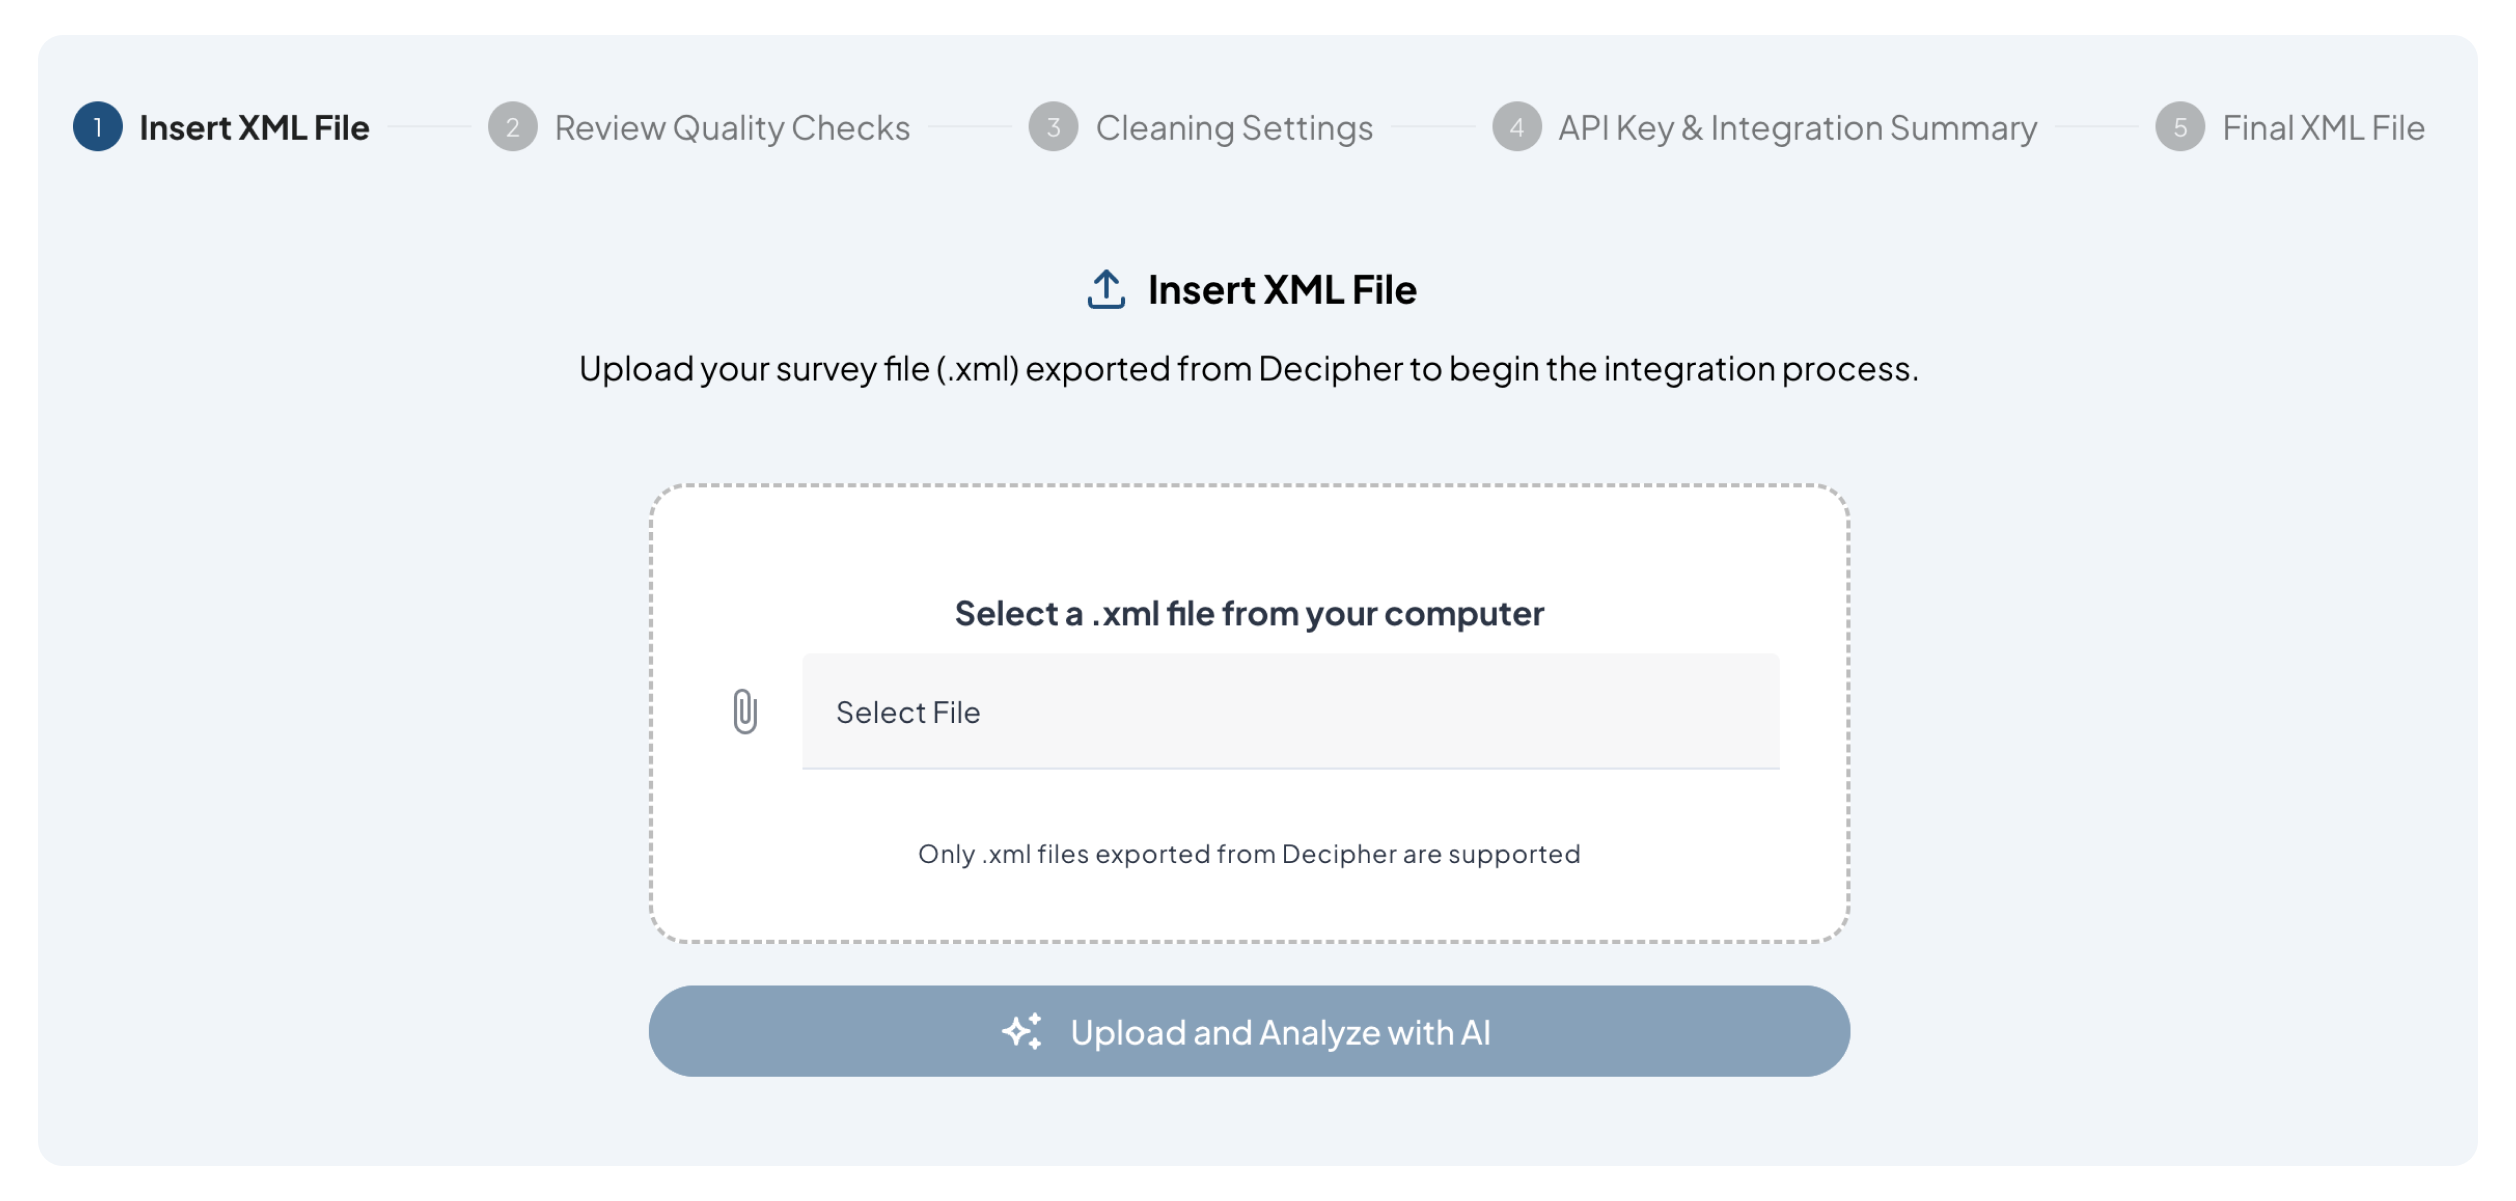 1 Insert XML File 2 Review Quality Checks 3 Cleaning Settings 4 API Key & Integration Summary 5 Final XML File
Insert XML File
Upload your survey file (.xml) exported from Decipher to begin the integration process.
Select a .xml file from your computer
Select File
Only .xml files exported from Decipher are supported
Upload and Analyze with AI